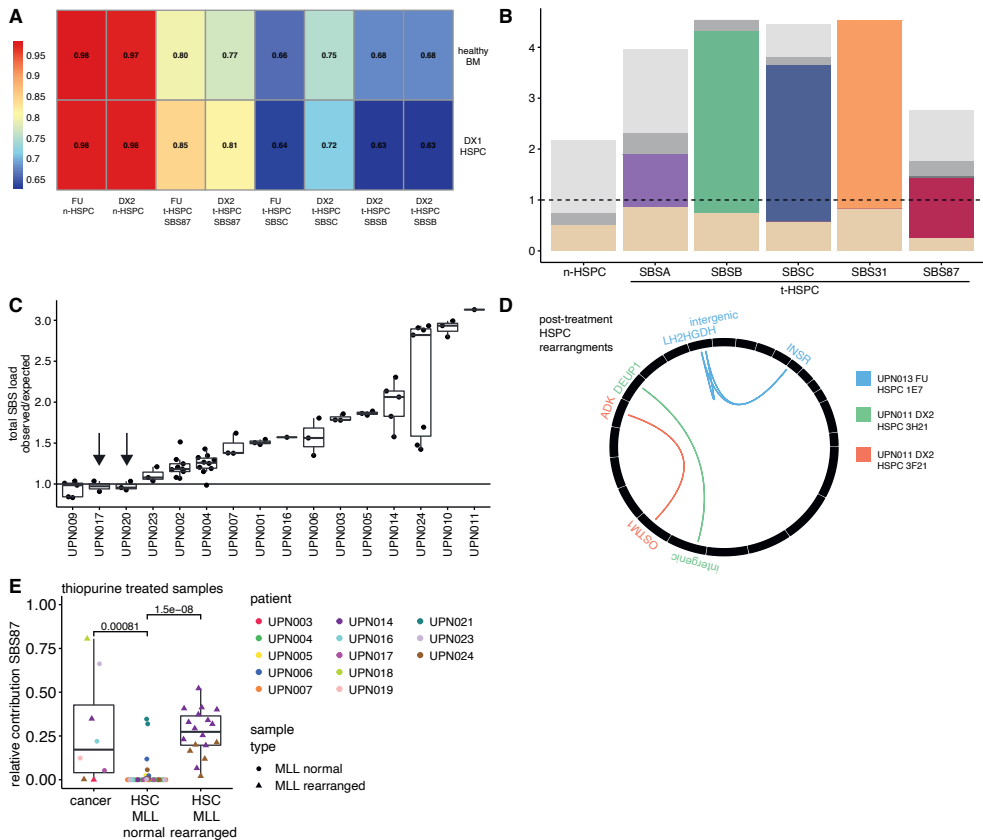 A
0.95
0.90
0.85
0.80
0.75
0.70
0.65
0.98 0.97 0.80 0.77 0.66 0.75 0.68 0.68
healthy
BM
0.98 0.98 0.85 0.81 0.64 0.72 0.63 0.63
DX1
HSPC
FU DX2 FU DX2 FU DX2 DX2 DX2
n-HSPC n-HSPC t-HSPC t-HSPC t-HSPC t-HSPC t-HSPC t-HSPC
SBS87 SBS87 SBSC SBSC SBSB SBSB
B
4
3
2
1
0
n-HSPC SBSA SBSB SBSC SBS31 SBS87
t-HSPC
C
total SBS load
observed/expected
3.0
2.5
2.0
1.5
1.0
UPN009
UPN017
UPN020
UPN023
UPN002
UPN004
UPN007
UPN001
UPN016
UPN006
UPN003
UPN005
UPN014
UPN024
UPN010
UPN011
D
post-treatment
HSPC
rearrangments
intergenic
LH2HGDH
INSR
DEUP1
ADK
OSTM1
intergenic
UPN013 FU
HSPC 1E7
UPN011 DX2
HSPC 3H21
UPN011 DX2
HSPC 3F21
E
thiopurine treated samples
relative contribution SBS87
1.00
0.75
0.50
0.25
0.00
0.00081
1.5e−08
cancer HSC HSC
MLL MLL
normal rearranged
patient
UPN003 UPN014 UPN021
UPN004 UPN016 UPN023
UPN005 UPN017 UPN024
UPN006 UPN018
UPN007 UPN019
sample
type
MLL normal
MLL rearranged